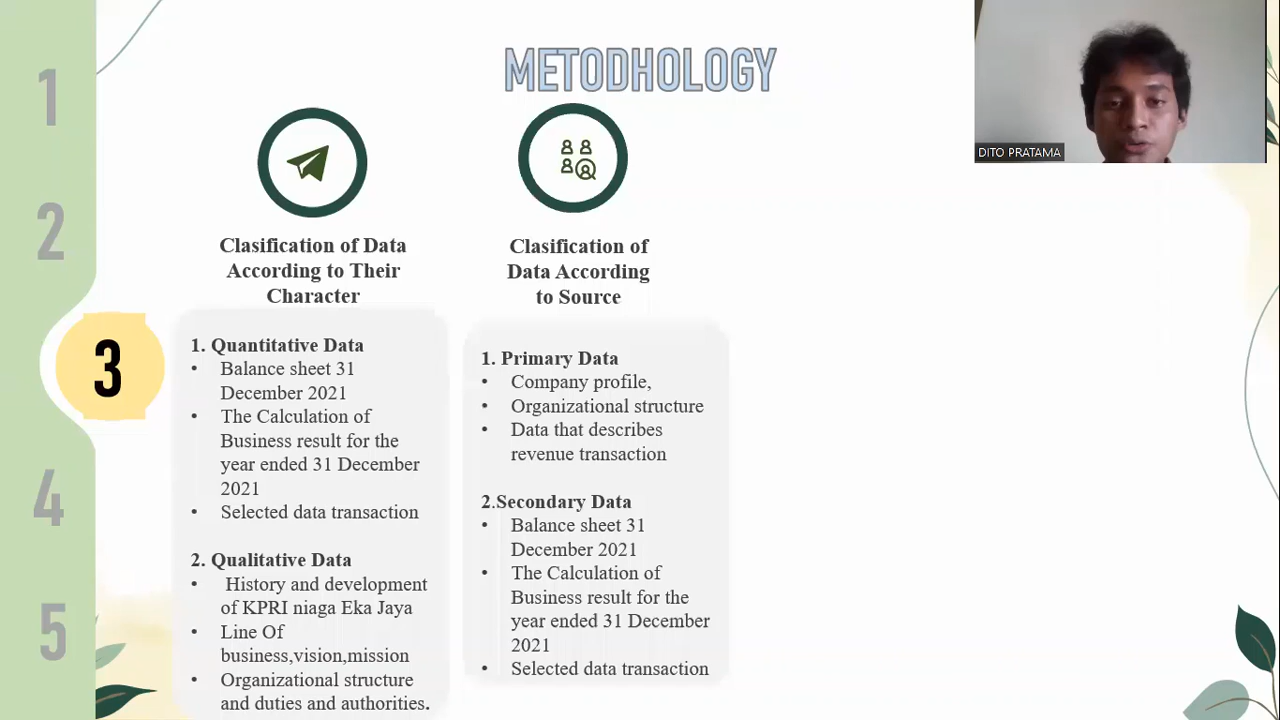 METODHOLOGY
DITO PRATAMA
1
2
3
4
5
Clasification of Data
According to Their
Character
1. Quantitative Data
• Balance sheet 31
December 2021
• The Calculation of
Business result for the
year ended 31 December
2021
• Selected data transaction
2. Qualitative Data
• History and development
of KPRI niaga Eka Jaya
• Line Of
business,vision,mission
• Organizational structure
and duties and authorities.
Clasification of
Data According
to Source
1. Primary Data
• Company profile,
• Organizational structure
• Data that describes
revenue transaction
2.Secondary Data
• Balance sheet 31
December 2021
• The Calculation of
Business result for the
year ended 31 December
2021
• Selected data transaction